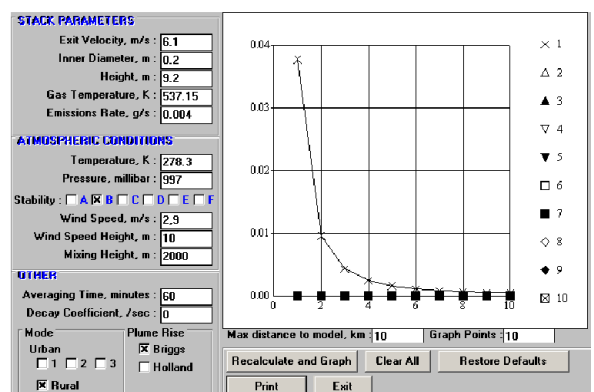 STACK PARAMETERS
Exit Velocity, m/s : 6.1
Inner Diameter, m : 0.2
Height, m : 9.2
Gas Temperature, K : 537.15
Emissions Rate, g/s : 0.004
ATMOSPHERIC CONDITIONS
Temperature, K : 278.3
Pressure, millibar : 997
Stability : A B C D E F
Wind Speed, m/s : 2,9
Wind Speed Height, m : 10
Mixing Height, m : 2000
OTHER
Averaging Time, minutes : 60
Decay Coefficient, /sec : 0
Mode
Urban
1 2 3
Rural
Plume Rise
Briggs
Holland
0.04
0.03
0.02
0.01
0.00
0 2 4 6 8 10
1
2
3
4
5
6
7
8
9
10
Max distance to model, km : 10 Graph Points : 10
Recalculate and Graph Clear All Restore Defaults
Print Exit